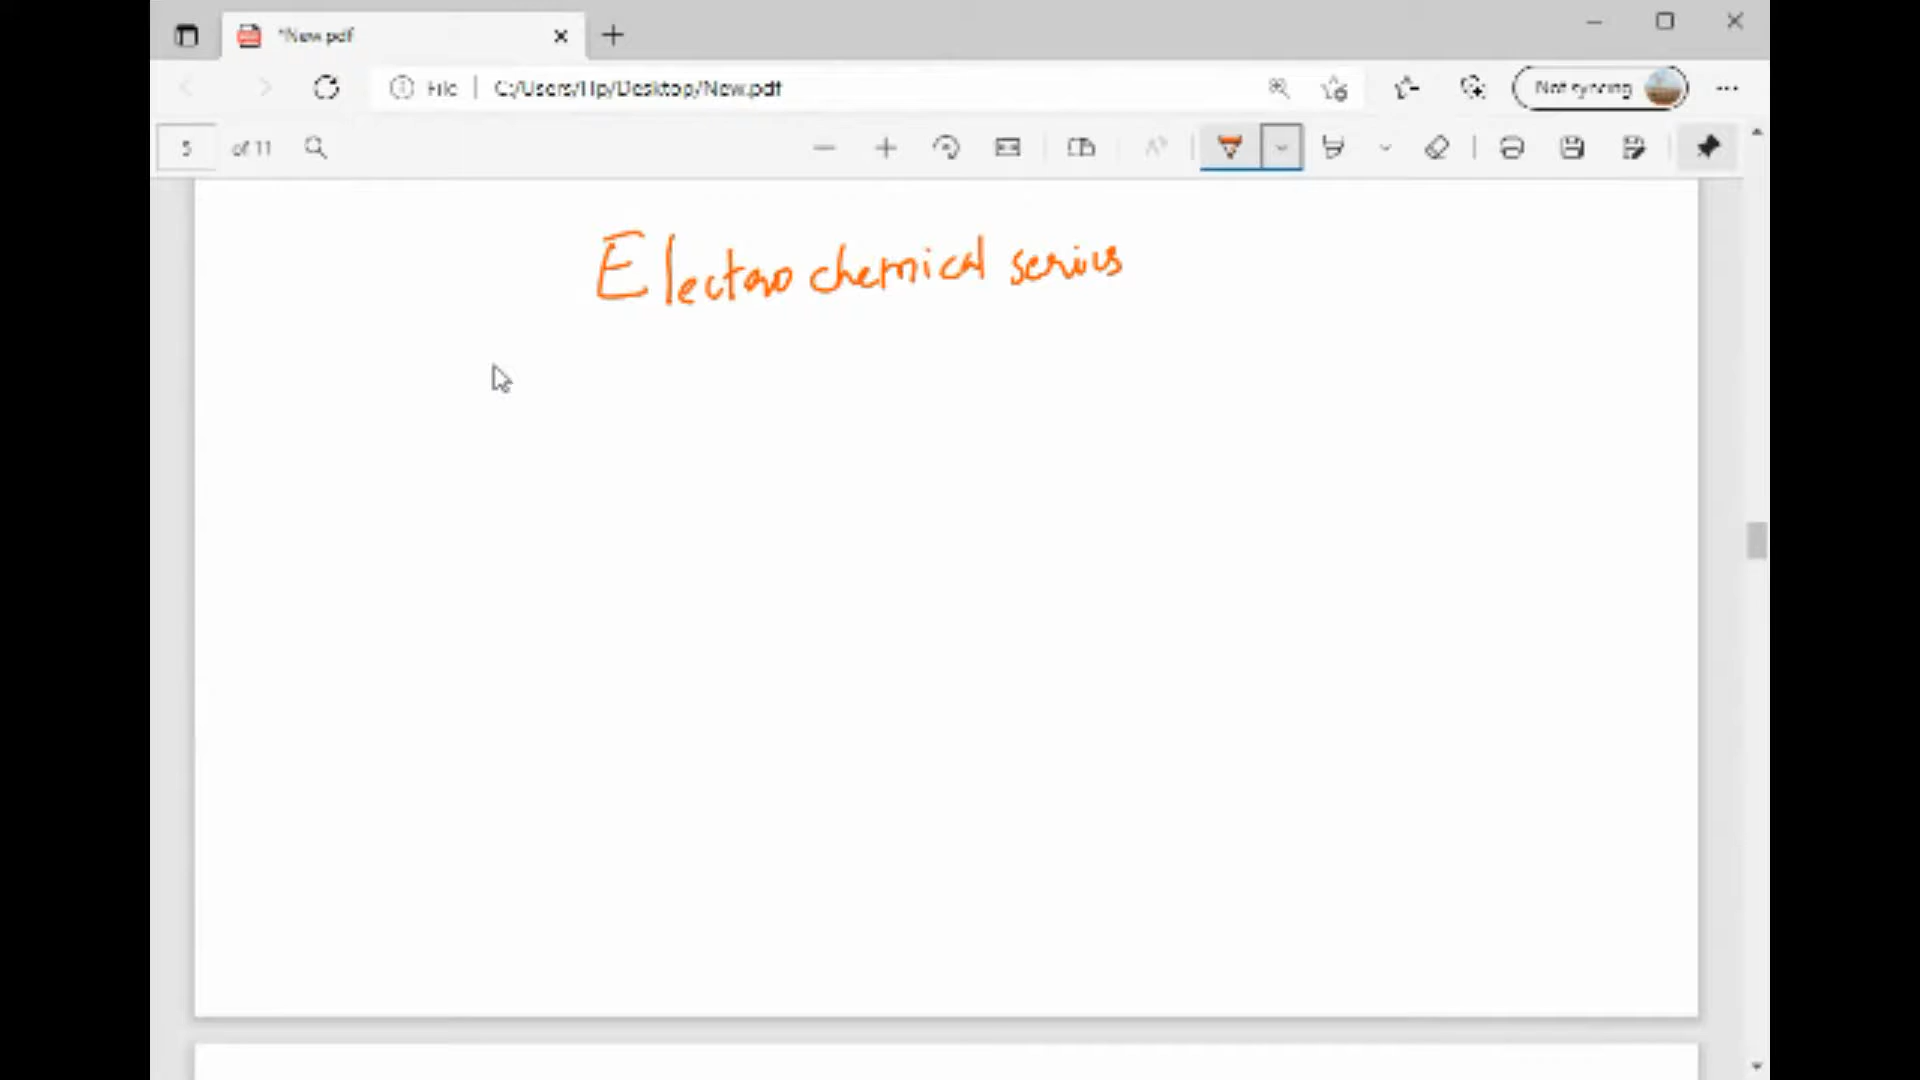 *New.pdf
File
C:/Users/Hp/Desktop/New.pdf
Not syncing
5 of 11
Electro chemical series